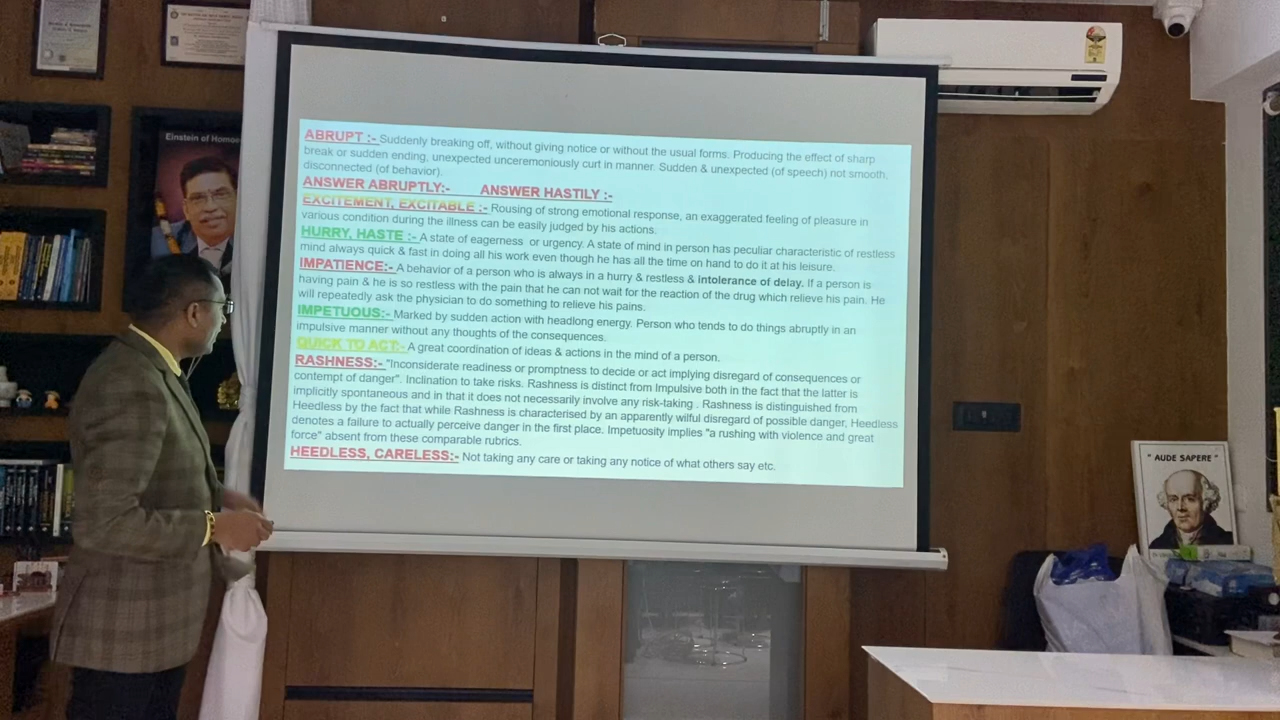 Einstein of Homoe
ABRUPT :- Suddenly breaking off, without giving notice or without the usual forms. Producing the effect of sharp
break or sudden ending, unexpected unceremoniously curt in manner. Sudden & unexpected (of speech) not smooth,
disconnected (of behavior).
ANSWER ABRUPTLY:- ANSWER HASTILY :-
EXCITEMENT, EXCITABLE :- Rousing of strong emotional response, an exaggerated feeling of pleasure in
various condition during the illness can be easily judged by his actions.
HURRY, HASTE :- A state of eagerness or urgency. A state of mind in person has peculiar characteristic of restless
mind always quick & fast in doing all his work even though he has all the time on hand to do it at his leisure.
IMPATIENCE:- A behavior of a person who is always in a hurry & restless & intolerance of delay. If a person is
having pain & he is so restless with the pain that he can not wait for the reaction of the drug which relieve his pain. He
will repeatedly ask the physician to do something to relieve his pains.
IMPETUOUS:- Marked by sudden action with headlong energy. Person who tends to do things abruptly in an
impulsive manner without any thoughts of the consequences.
QUICK TO ACT:- A great coordination of ideas & actions in the mind of a person.
RASHNESS:- "Inconsiderate readiness or promptness to decide or act implying disregard of consequences or
contempt of danger". Inclination to take risks. Rashness is distinct from Impulsive both in the fact that the latter is
implicitly spontaneous and in that it does not necessarily involve any risk-taking . Rashness is distinguished from
Heedless by the fact that while Rashness is characterised by an apparently wilful disregard of possible danger, Heedless
denotes a failure to actually perceive danger in the first place. Impetuosity implies "a rushing with violence and great
force" absent from these comparable rubrics.
HEEDLESS, CARELESS:- Not taking any care or taking any notice of what others say etc.
" AUDE SAPERE "